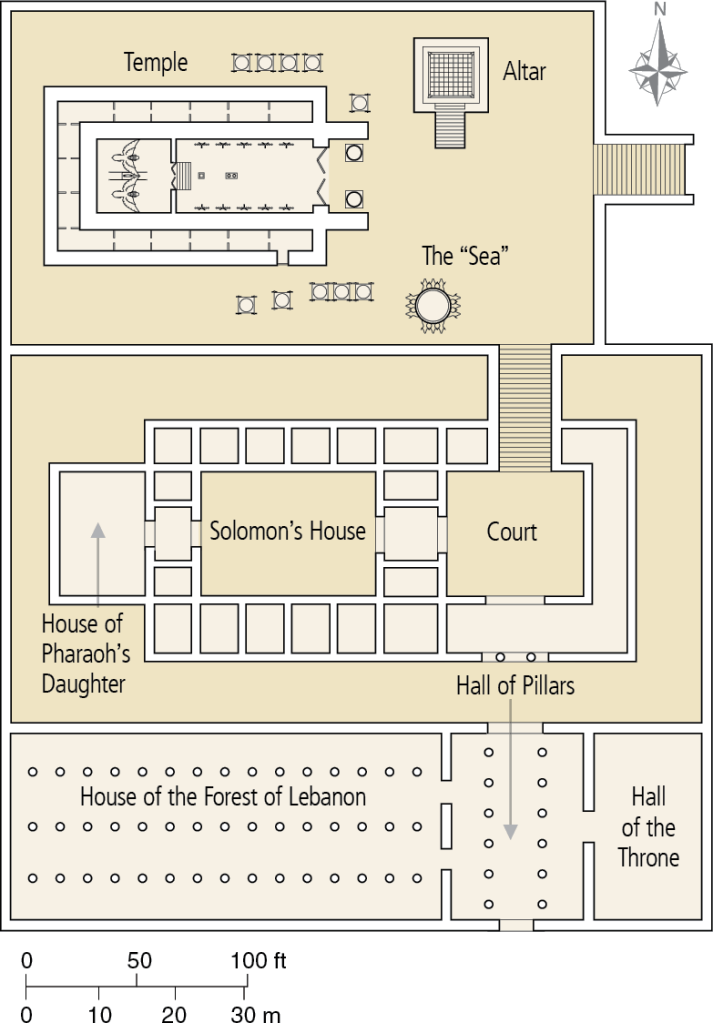 N
Temple
Altar
The “Sea”
Solomon’s House
Court
House of
Pharaoh’s
Daughter
Hall of Pillars
House of the Forest of Lebanon
Hall
of the
Throne
0 50 100 ft
0 10 20 30 m